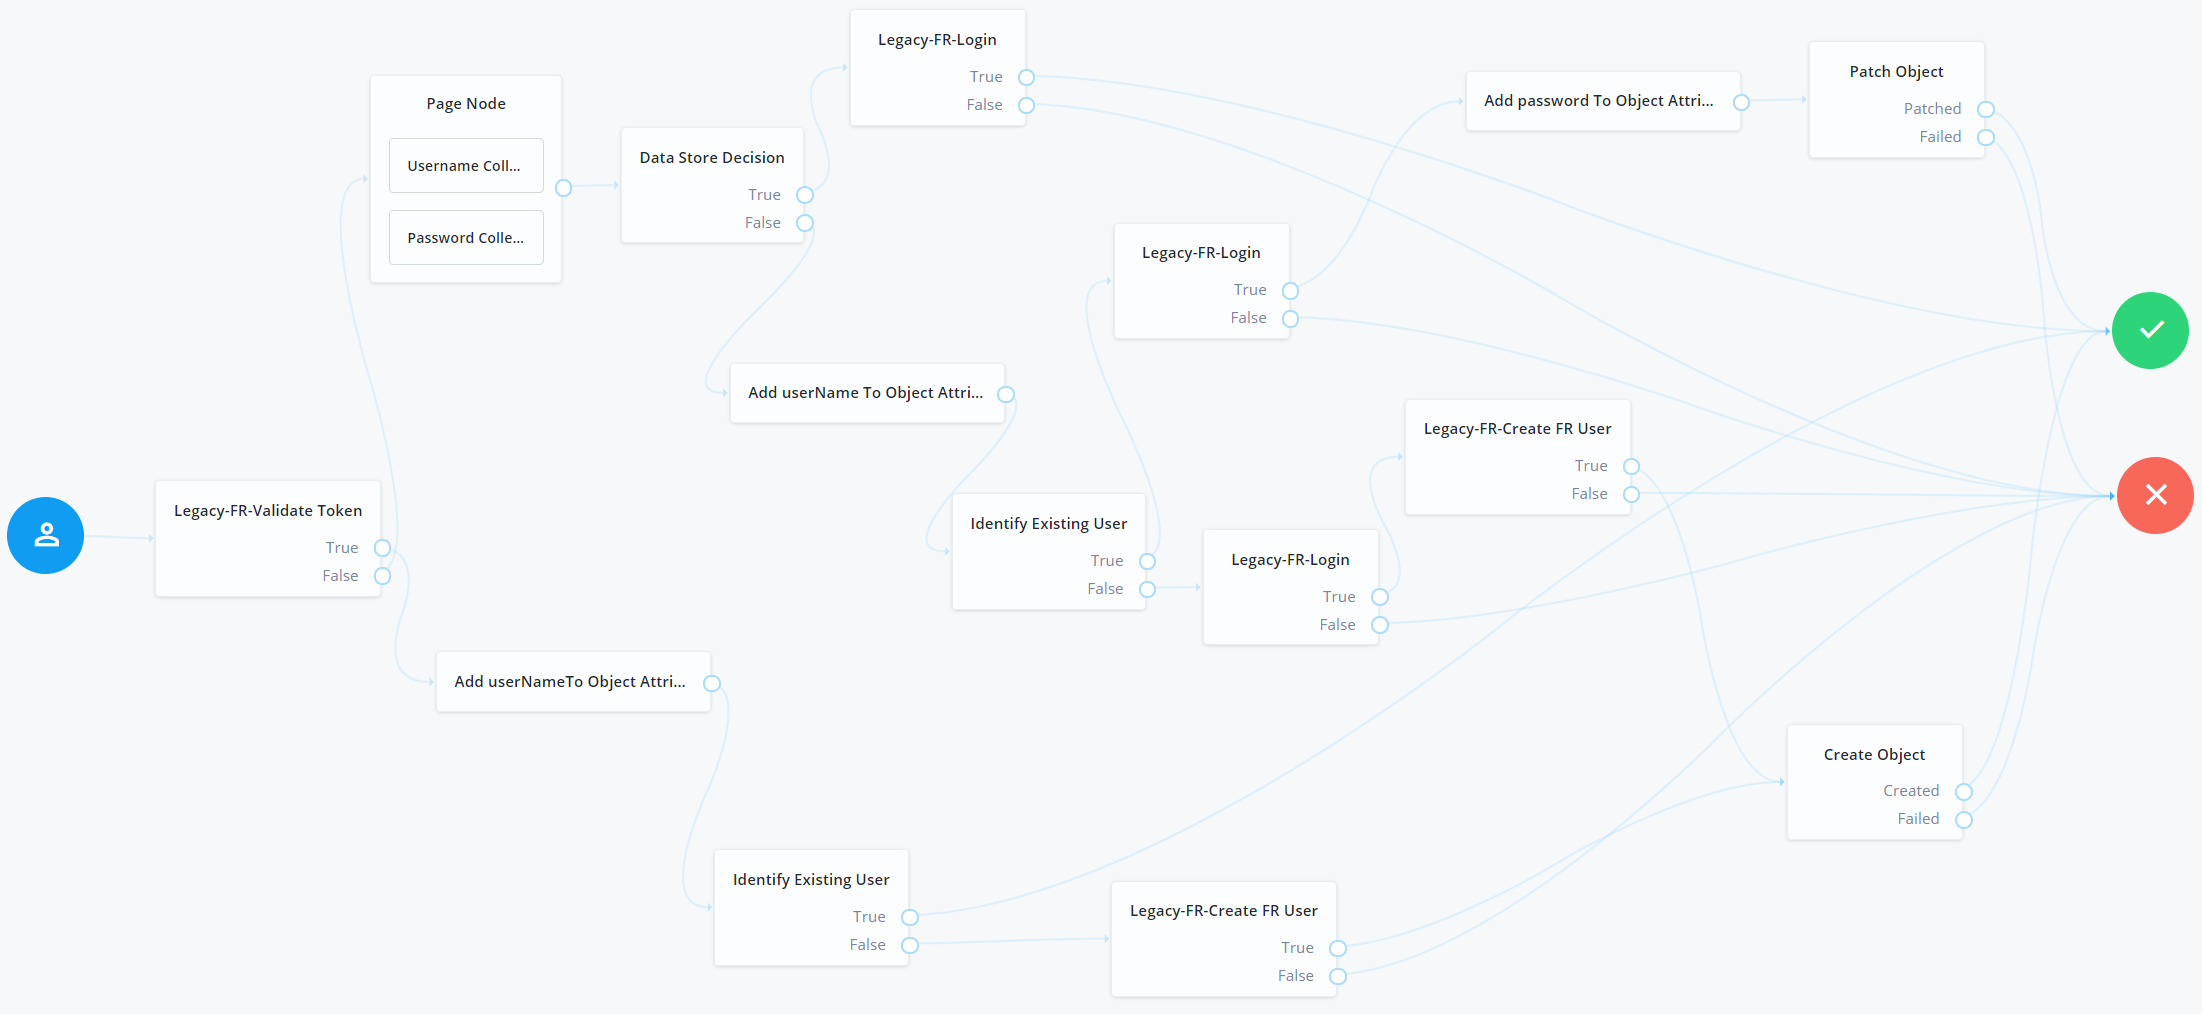 Legacy-FR-Login
True
False
Patch Object
Patched
Failed
Add password To Object Attri...
Page Node
Username Coll...
Password Colle...
Data Store Decision
True
False
Legacy-FR-Login
True
False
Add userName To Object Attri...
Legacy-FR-Create FR User
True
False
Legacy-FR-Validate Token
True
False
Identify Existing User
True
False
Legacy-FR-Login
True
False
Add userNameTo Object Attri...
Create Object
Created
Failed
Identify Existing User
True
False
Legacy-FR-Create FR User
True
False